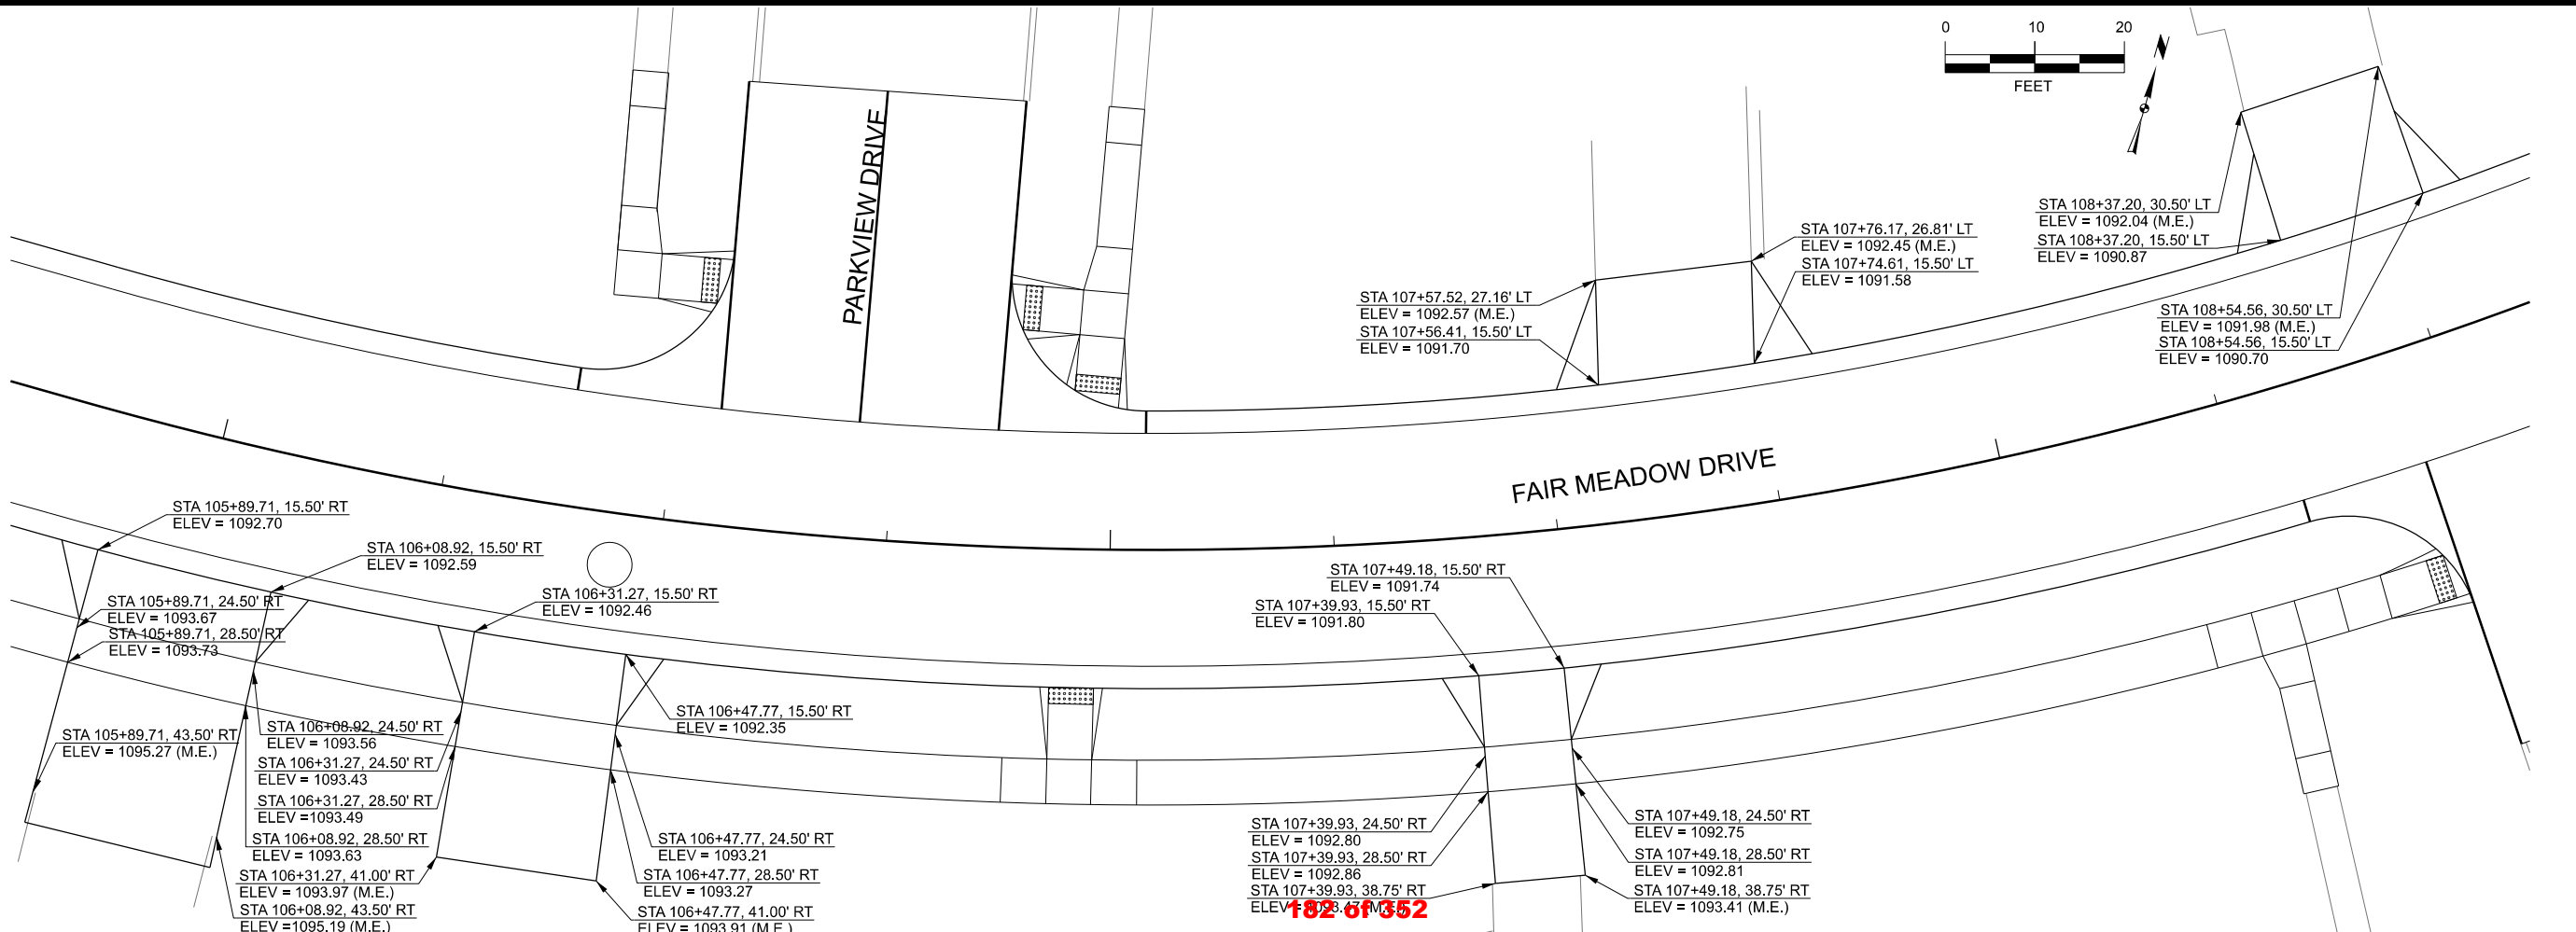 0 10 20
FEET
N
PARKVIEW DRIVE
FAIR MEADOW DRIVE
STA 108+37.20, 30.50' LT
ELEV = 1092.04 (M.E.)
STA 108+37.20, 15.50' LT
ELEV = 1090.87
STA 107+76.17, 26.81' LT
ELEV = 1092.45 (M.E.)
STA 107+74.61, 15.50' LT
ELEV = 1091.58
STA 107+57.52, 27.16' LT
ELEV = 1092.57 (M.E.)
STA 107+56.41, 15.50' LT
ELEV = 1091.70
STA 108+54.56, 30.50' LT
ELEV = 1091.98 (M.E.)
STA 108+54.56, 15.50' LT
ELEV = 1090.70
STA 105+89.71, 15.50' RT
ELEV = 1092.70
STA 106+08.92, 15.50' RT
ELEV = 1092.59
STA 106+31.27, 15.50' RT
ELEV = 1092.46
STA 105+89.71, 24.50' RT
ELEV = 1093.67
STA 105+89.71, 28.50' RT
ELEV = 1093.73
STA 105+89.71, 43.50' RT
ELEV = 1095.27 (M.E.)
STA 106+08.92, 24.50' RT
ELEV = 1093.56
STA 106+31.27, 24.50' RT
ELEV = 1093.43
STA 106+31.27, 28.50' RT
ELEV =1093.49
STA 106+08.92, 28.50' RT
ELEV = 1093.63
STA 106+31.27, 41.00' RT
ELEV = 1093.97 (M.E.)
STA 106+08.92, 43.50' RT
ELEV =1095.19 (M.E.)
STA 106+47.77, 15.50' RT
ELEV = 1092.35
STA 106+47.77, 24.50' RT
ELEV = 1093.21
STA 106+47.77, 28.50' RT
ELEV = 1093.27
STA 106+47.77, 41.00' RT
ELEV = 1093.91 (M.E.)
STA 107+49.18, 15.50' RT
ELEV = 1091.74
STA 107+39.93, 15.50' RT
ELEV = 1091.80
STA 107+39.93, 24.50' RT
ELEV = 1092.80
STA 107+39.93, 28.50' RT
ELEV = 1092.86
STA 107+39.93, 38.75' RT
ELEV = 1093.47 (M.E.)
182 of 352
STA 107+49.18, 24.50' RT
ELEV = 1092.75
STA 107+49.18, 28.50' RT
ELEV = 1092.81
STA 107+49.18, 38.75' RT
ELEV = 1093.41 (M.E.)